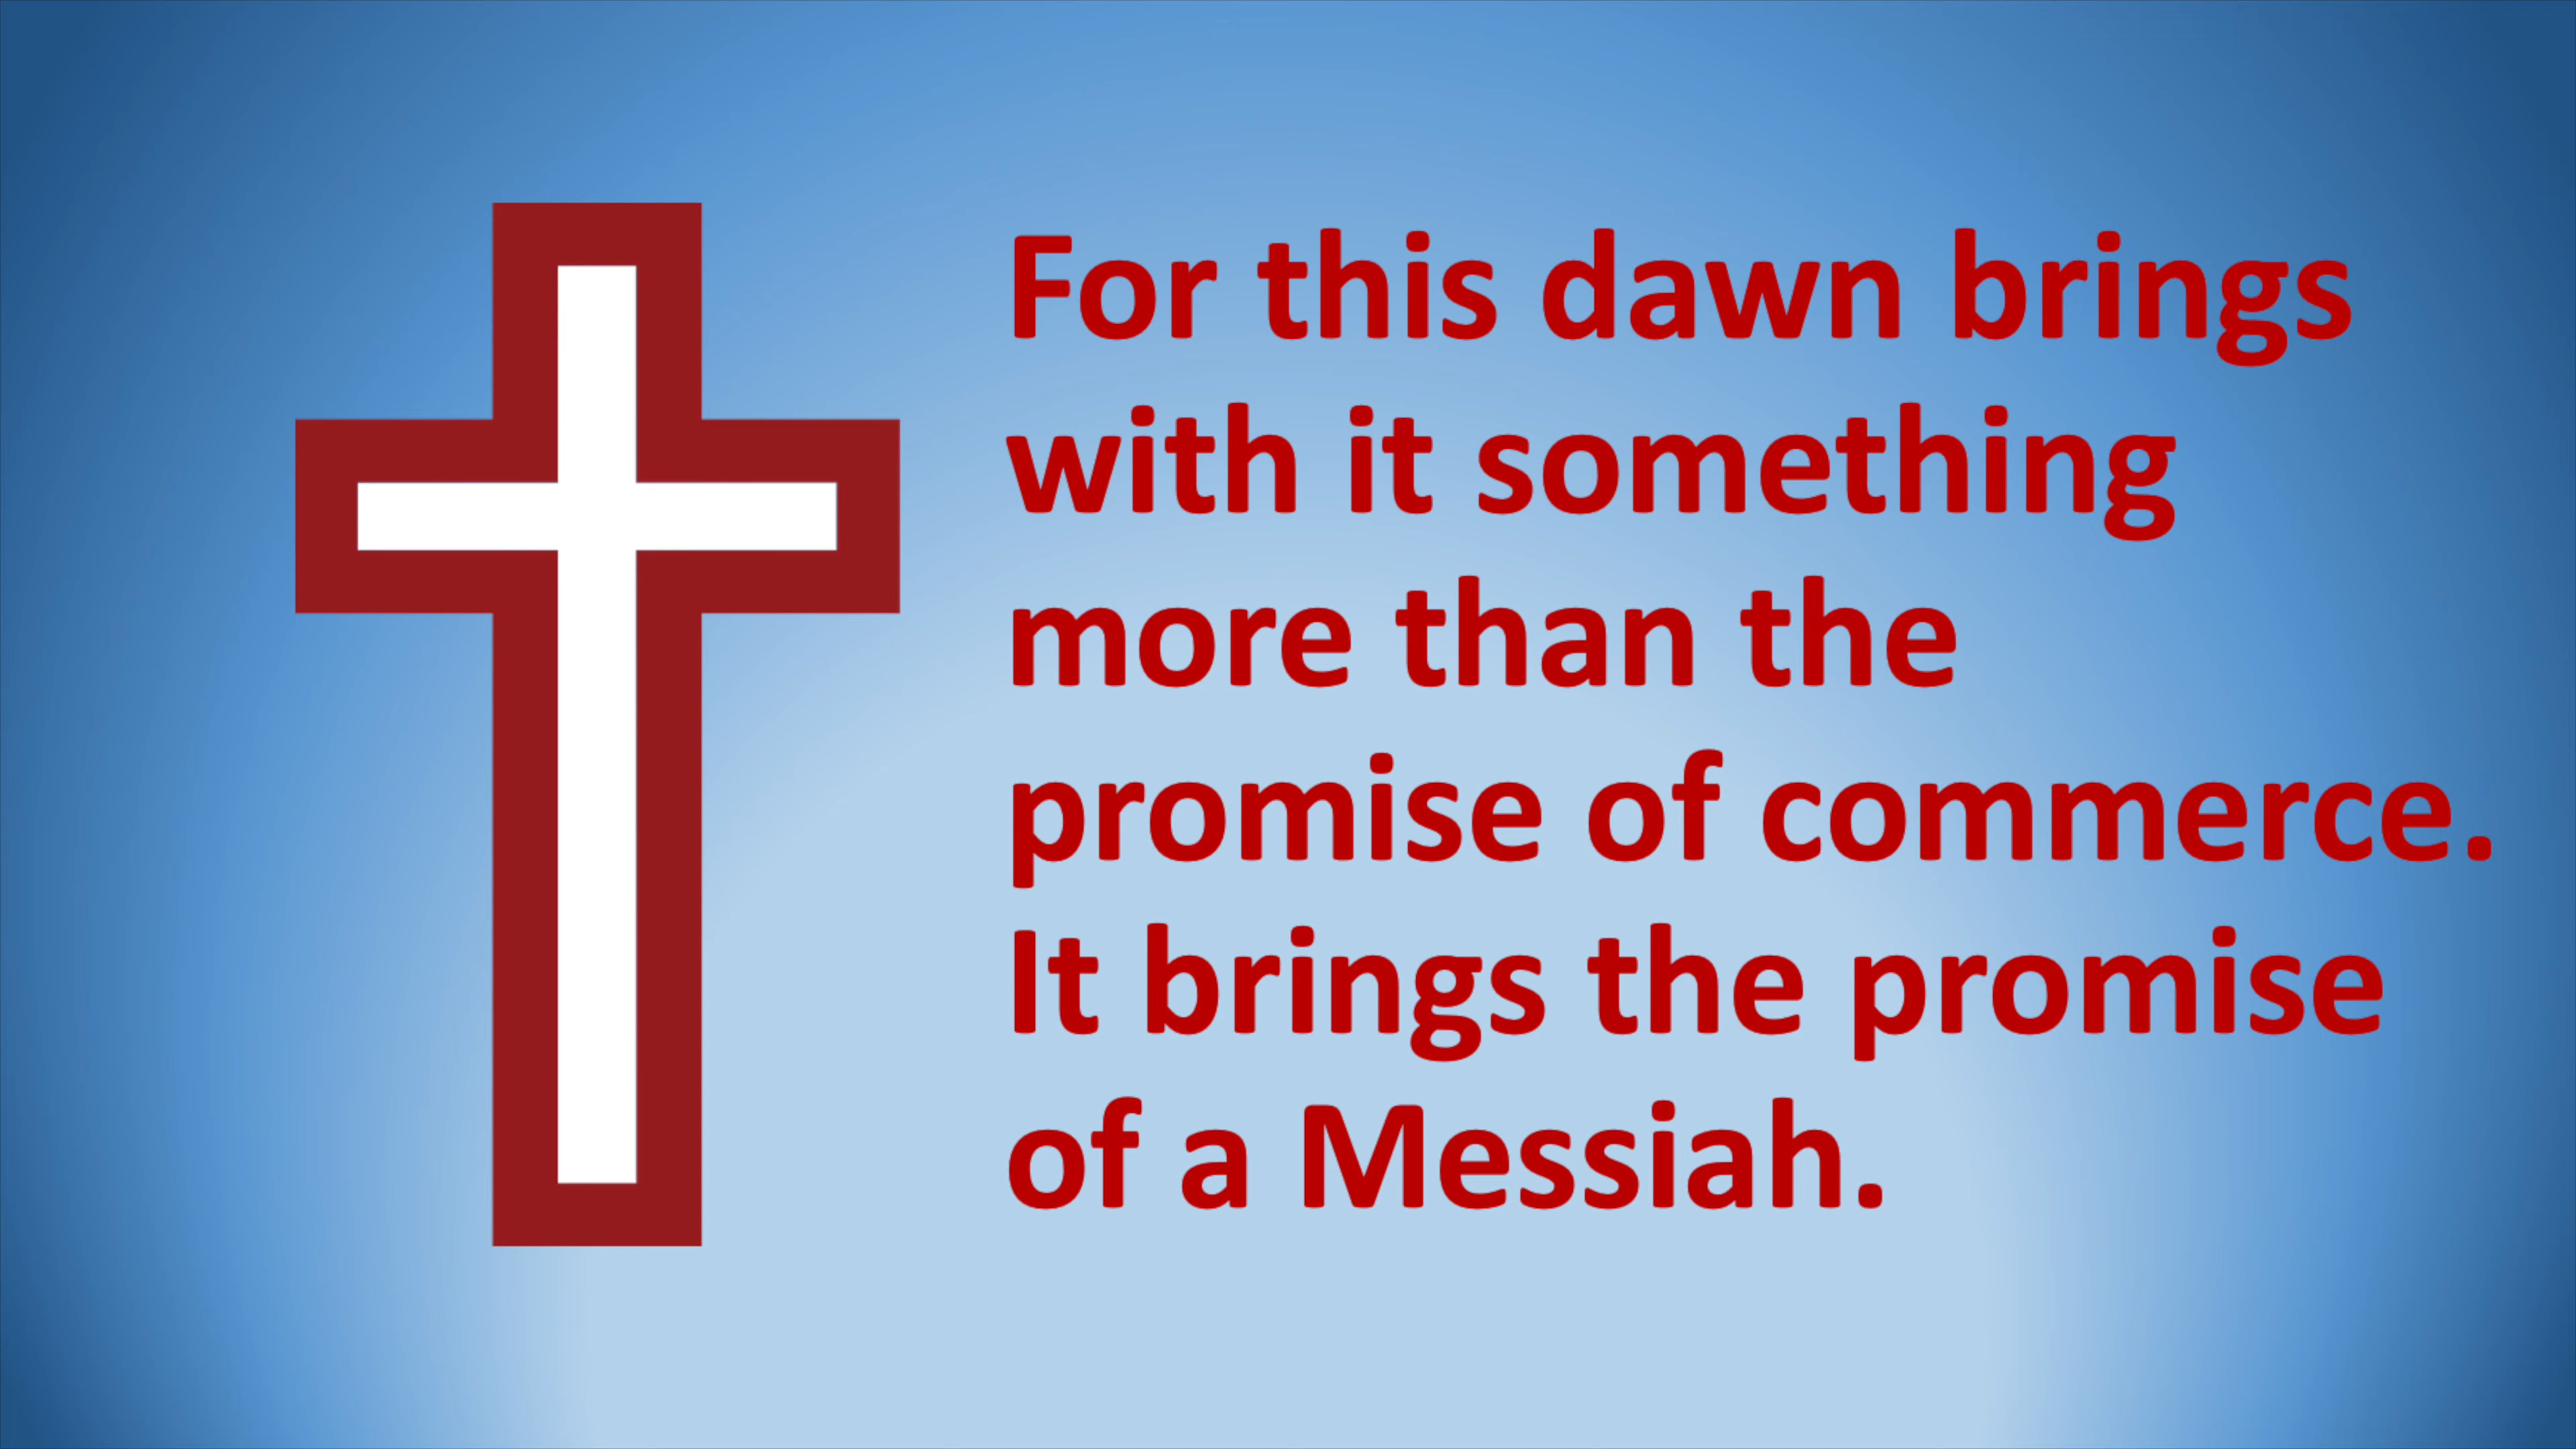 For this dawn brings
with it something
more than the
promise of commerce.
It brings the promise
of a Messiah.